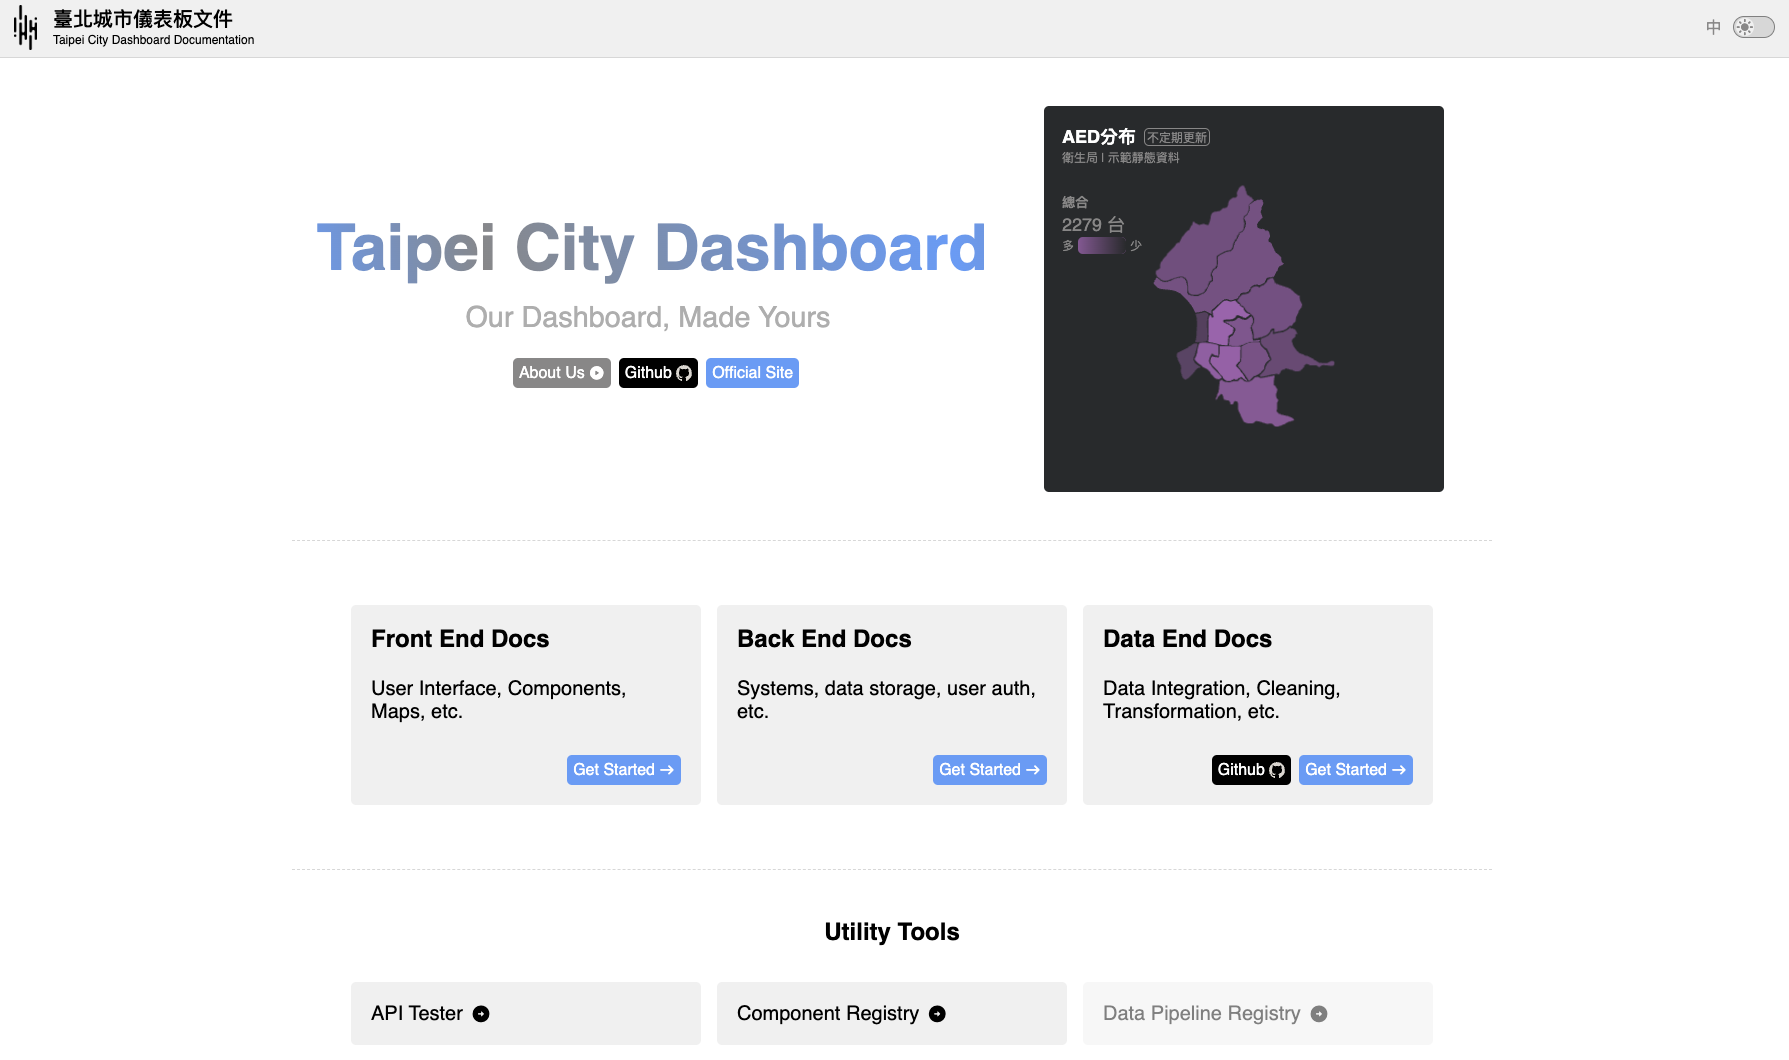 臺北城市儀表板文件
Taipei City Dashboard Documentation
中
Taipei City Dashboard
Our Dashboard, Made Yours
About Us
Github
Official Site
AED分布 不定期更新
衛生局 | 示範靜態資料
總合
2279 台
多 少
Front End Docs
User Interface, Components,
Maps, etc.
Get Started →
Back End Docs
Systems, data storage, user auth,
etc.
Get Started →
Data End Docs
Data Integration, Cleaning,
Transformation, etc.
Github
Get Started →
Utility Tools
API Tester
Component Registry
Data Pipeline Registry